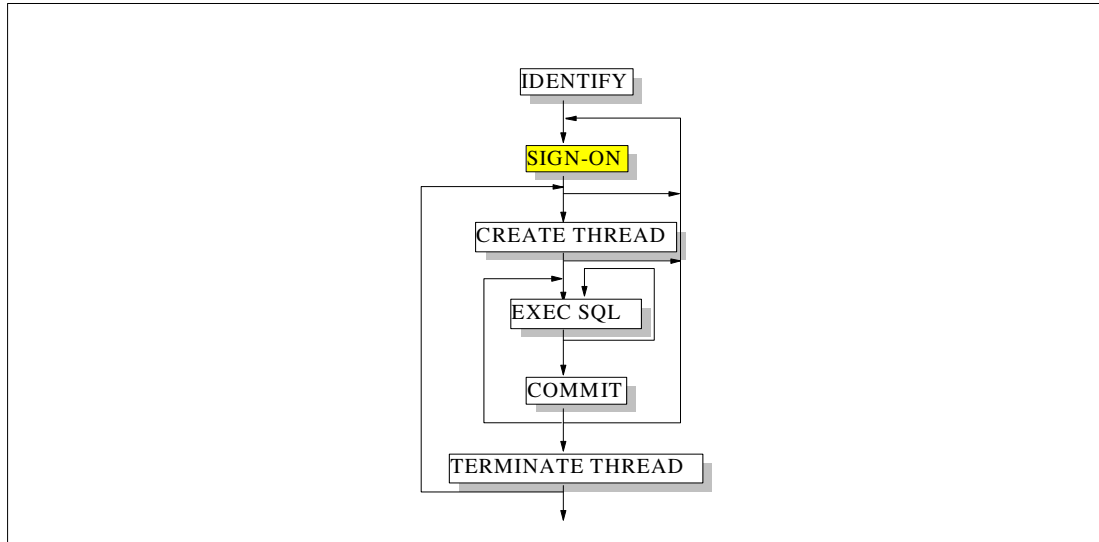 IDENTIFY
SIGN-ON
CREATE THREAD
EXEC SQL
COMMIT
TERMINATE THREAD